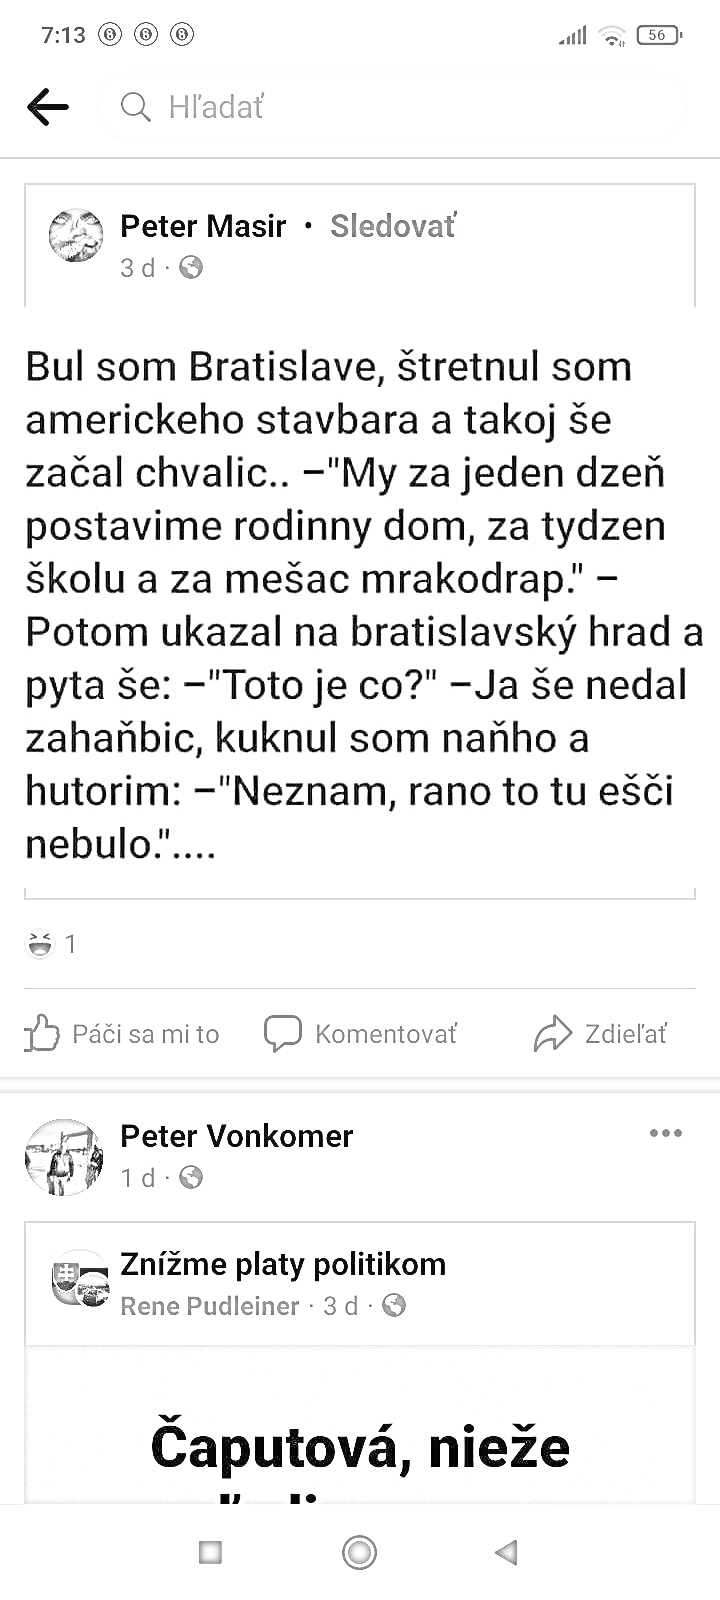 7:13
56
Hľadať
Peter Masir • Sledovať
3 d ·
Bul som Bratislave, štretnul som
americkeho stavbara a takoj še
začal chvalic.. –"My za jeden dzeň
postavime rodinny dom, za tydzen
školu a za mešac mrakodrap." –
Potom ukazal na bratislavský hrad a
pyta še: –"Toto je co?" –Ja še nedal
zahaňbic, kuknul som naňho a
hutorim: –"Neznam, rano to tu ešči
nebulo."....
1
Páči sa mi to
Komentovať
Zdieľať
Peter Vonkomer
1 d ·
Znížme platy politikom
Rene Pudleiner · 3 d ·
Čaputová, nieže